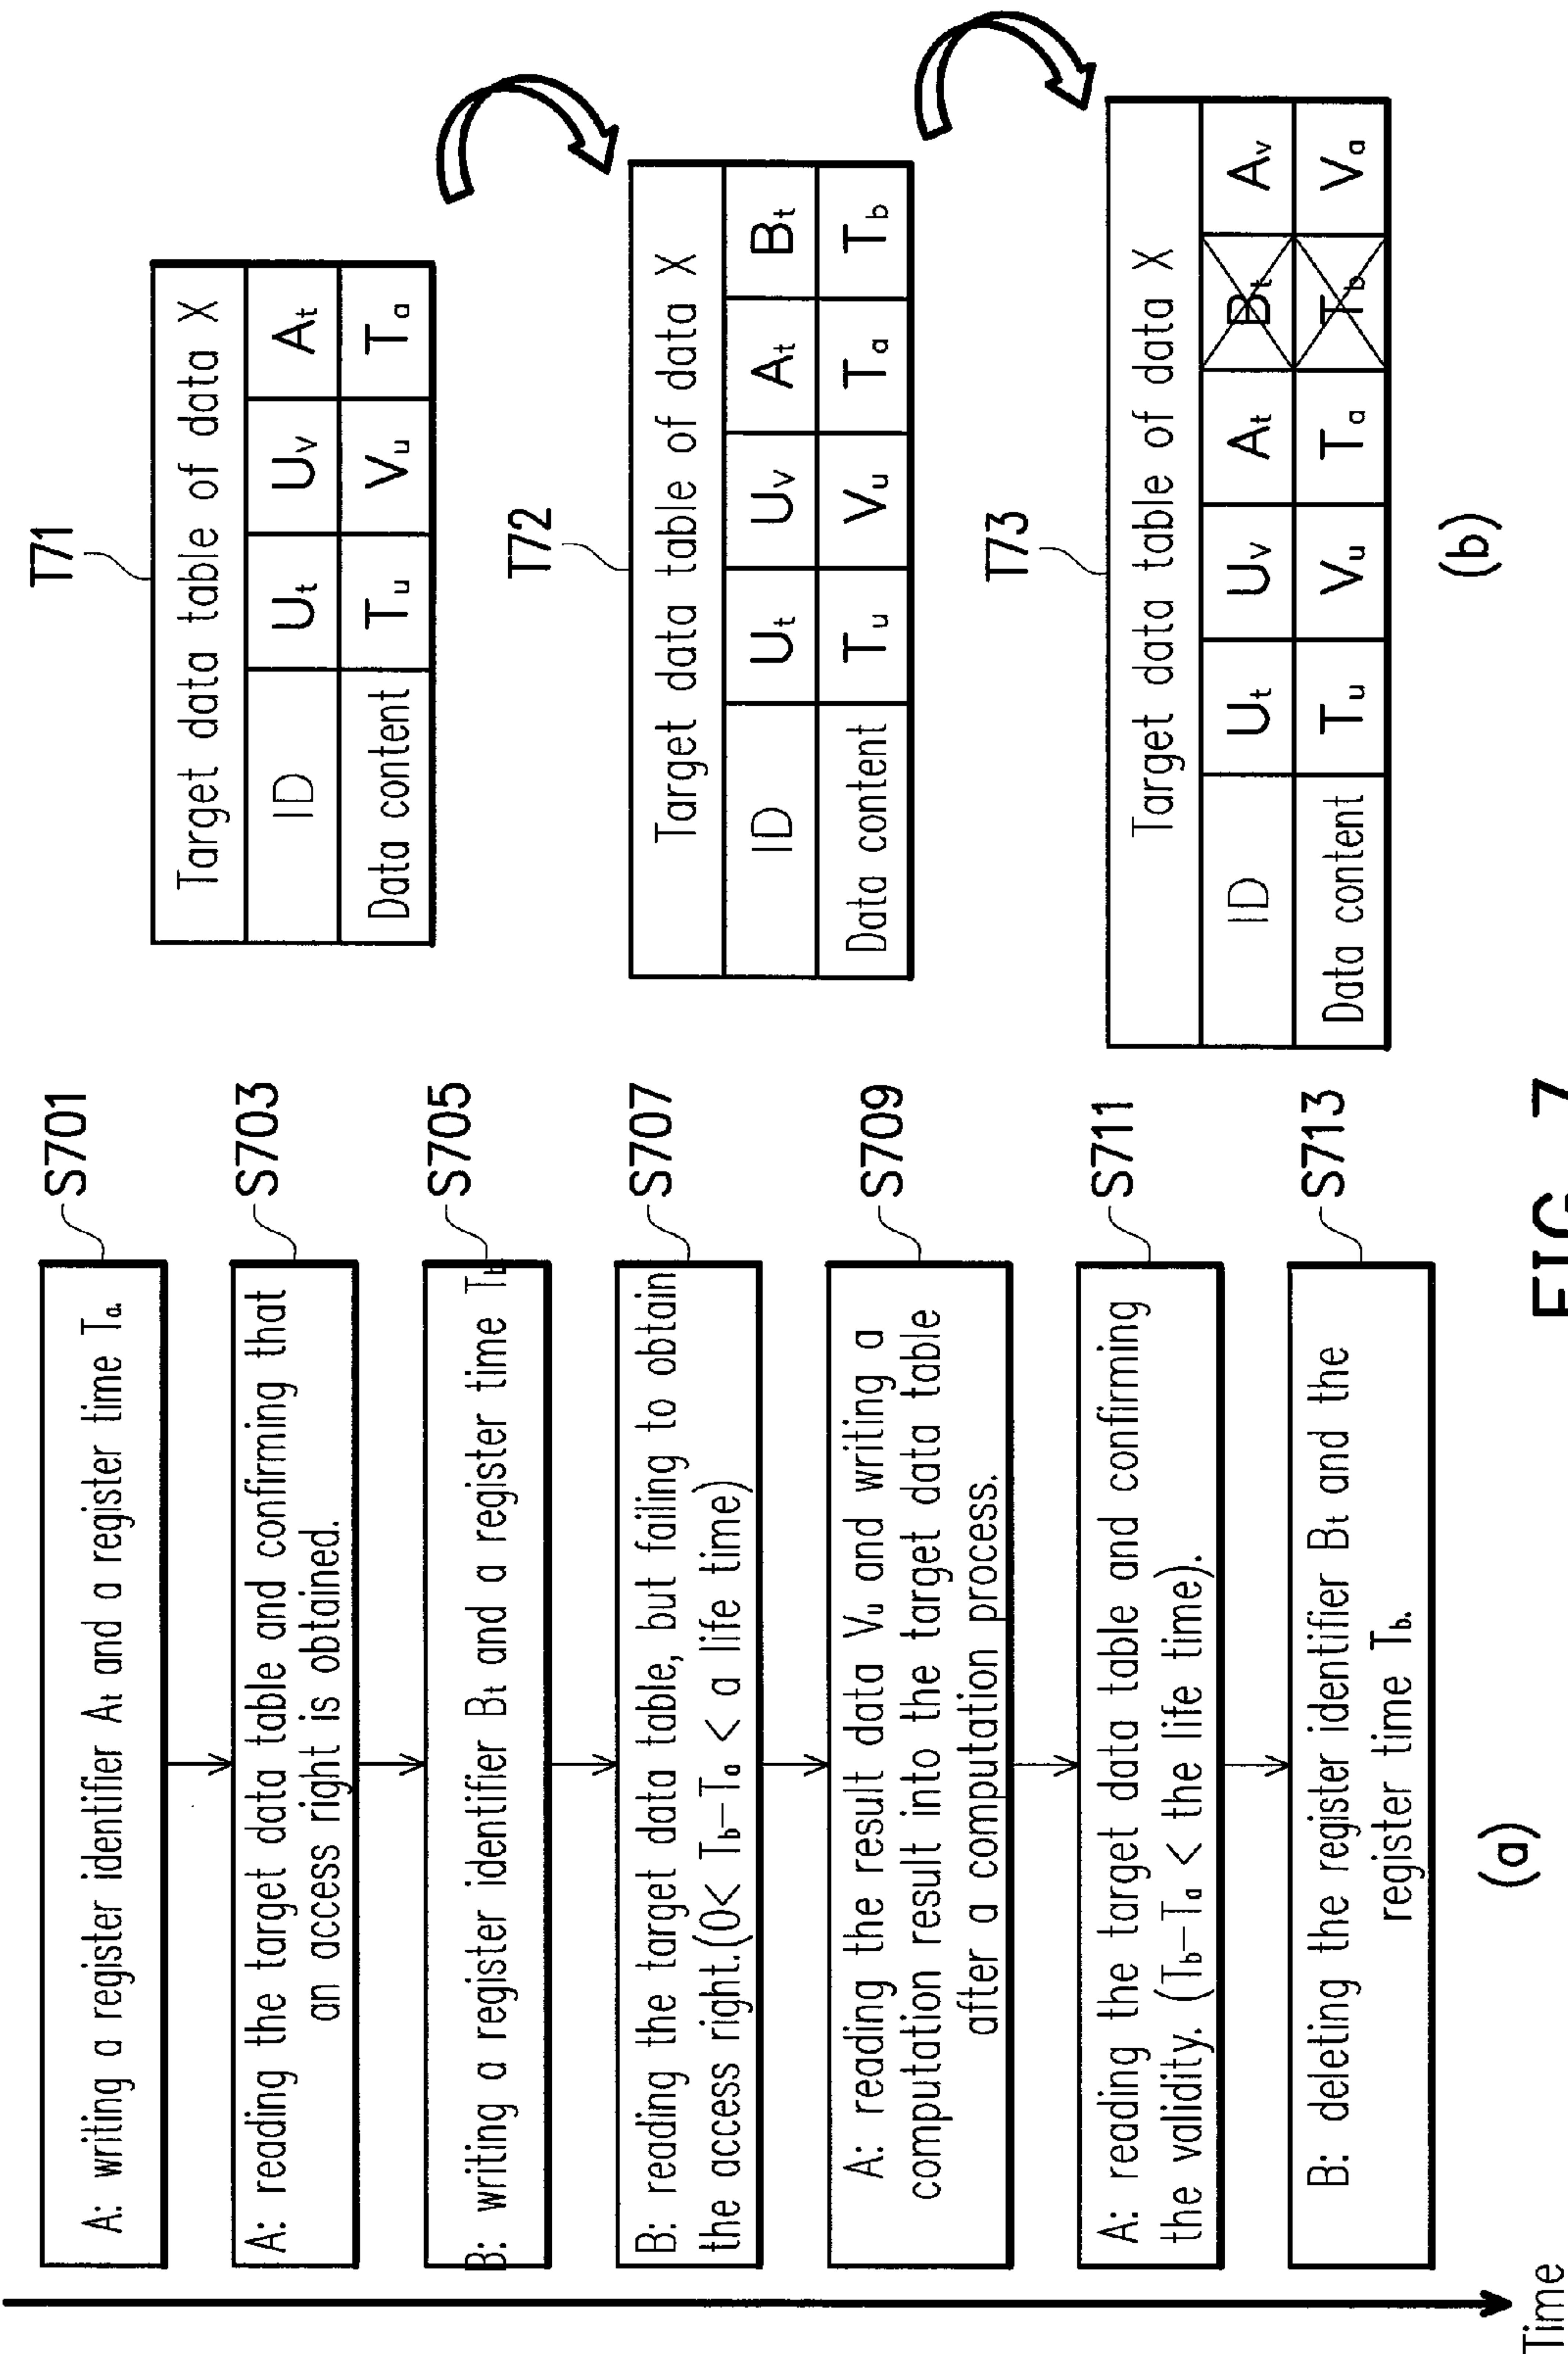 A: writing a register identifier At and a register time Ta.
S701
A: reading the target data table and confirming that
an access right is obtained.
S703
B: writing a register identifier Bt and a register time Tb
S705
B: reading the target data table, but failing to obtain
the access right.(0< Tb—Ta < a life time)
S707
A: reading the result data Vu and writing a
computation result into the target data table
after a computation process.
S709
A: reading the target data table and confirming
the validity. (Tb—Ta < the life time).
S711
B: deleting the register identifier Bt and the
register time Tb.
S713
Time
(a)
T71
Target data table of data X
ID Ut Uv At
Data content Tu Vu Ta
T72
Target data table of data X
ID Ut Uv At Bt
Data content Tu Vu Ta Tb
T73
Target data table of data X
ID Ut Uv At Bt Av
Data content Tu Vu Ta Tb Va
(b)
FIG. 7